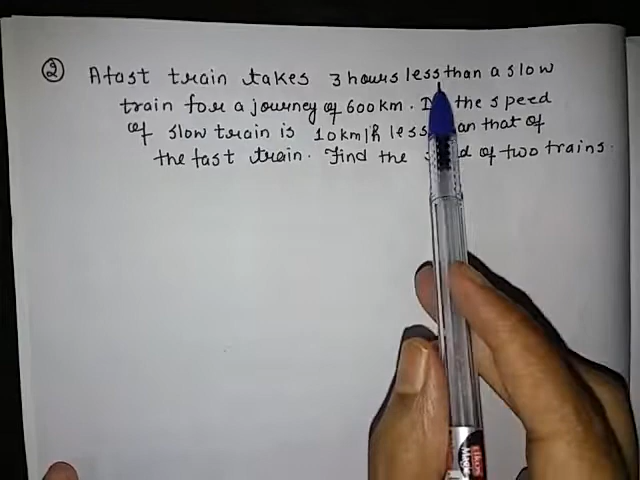 ② A fast train takes 3 hours less than a slow
train for a journey of 600 km. the speed
of slow train is 10 km/h less that of
the fast train. Find the of two trains.